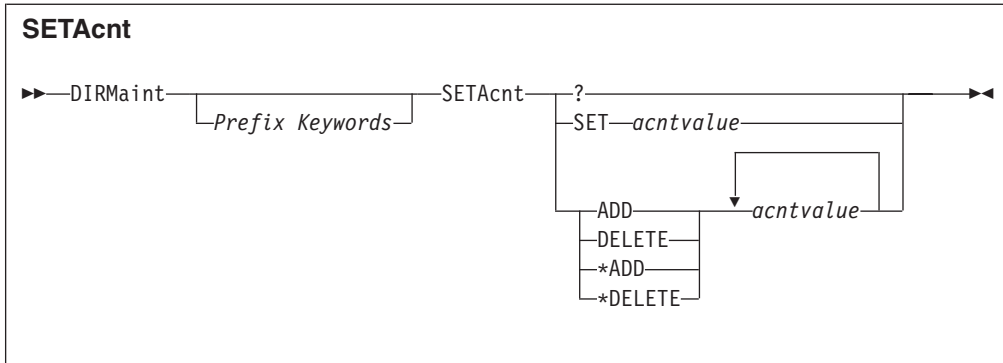 SETAcnt
DIRMaint SETAcnt ?
Prefix Keywords SET acntvalue
ADD acntvalue
DELETE
*ADD
*DELETE